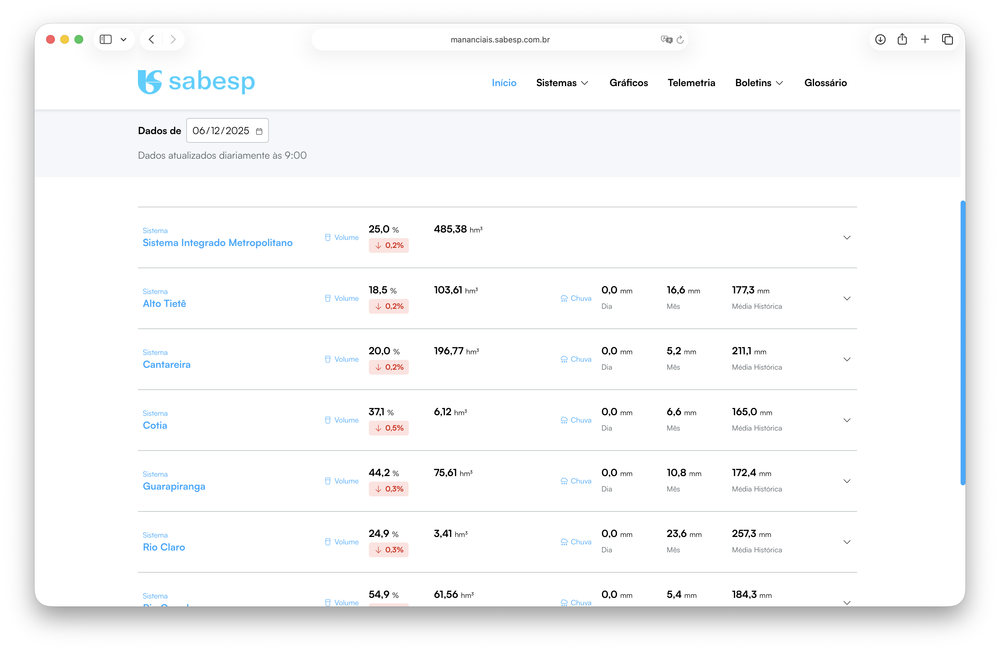 mananciais.sabesp.com.br
sabesp
Início Sistemas Gráficos Telemetria Boletins Glossário
Dados de 06/12/2025
Dados atualizados diariamente às 9:00
Sistema
Sistema Integrado Metropolitano
Volume
25,0 % 485,38 hm³
↓ 0,2%
Sistema
Alto Tietê
Volume
18,5 % 103,61 hm³
↓ 0,2%
Chuva
0,0 mm 16,6 mm 177,3 mm
Dia Mês Média Histórica
Sistema
Cantareira
Volume
20,0 % 196,77 hm³
↓ 0,2%
Chuva
0,0 mm 5,2 mm 211,1 mm
Dia Mês Média Histórica
Sistema
Cotia
Volume
37,1 % 6,12 hm³
↓ 0,5%
Chuva
0,0 mm 6,6 mm 165,0 mm
Dia Mês Média Histórica
Sistema
Guarapiranga
Volume
44,2 % 75,61 hm³
↓ 0,3%
Chuva
0,0 mm 10,8 mm 172,4 mm
Dia Mês Média Histórica
Sistema
Rio Claro
Volume
24,9 % 3,41 hm³
↓ 0,3%
Chuva
0,0 mm 23,6 mm 257,3 mm
Dia Mês Média Histórica
Sistema
Volume
54,9 % 61,56 hm³
Chuva
0,0 mm 5,4 mm 184,3 mm